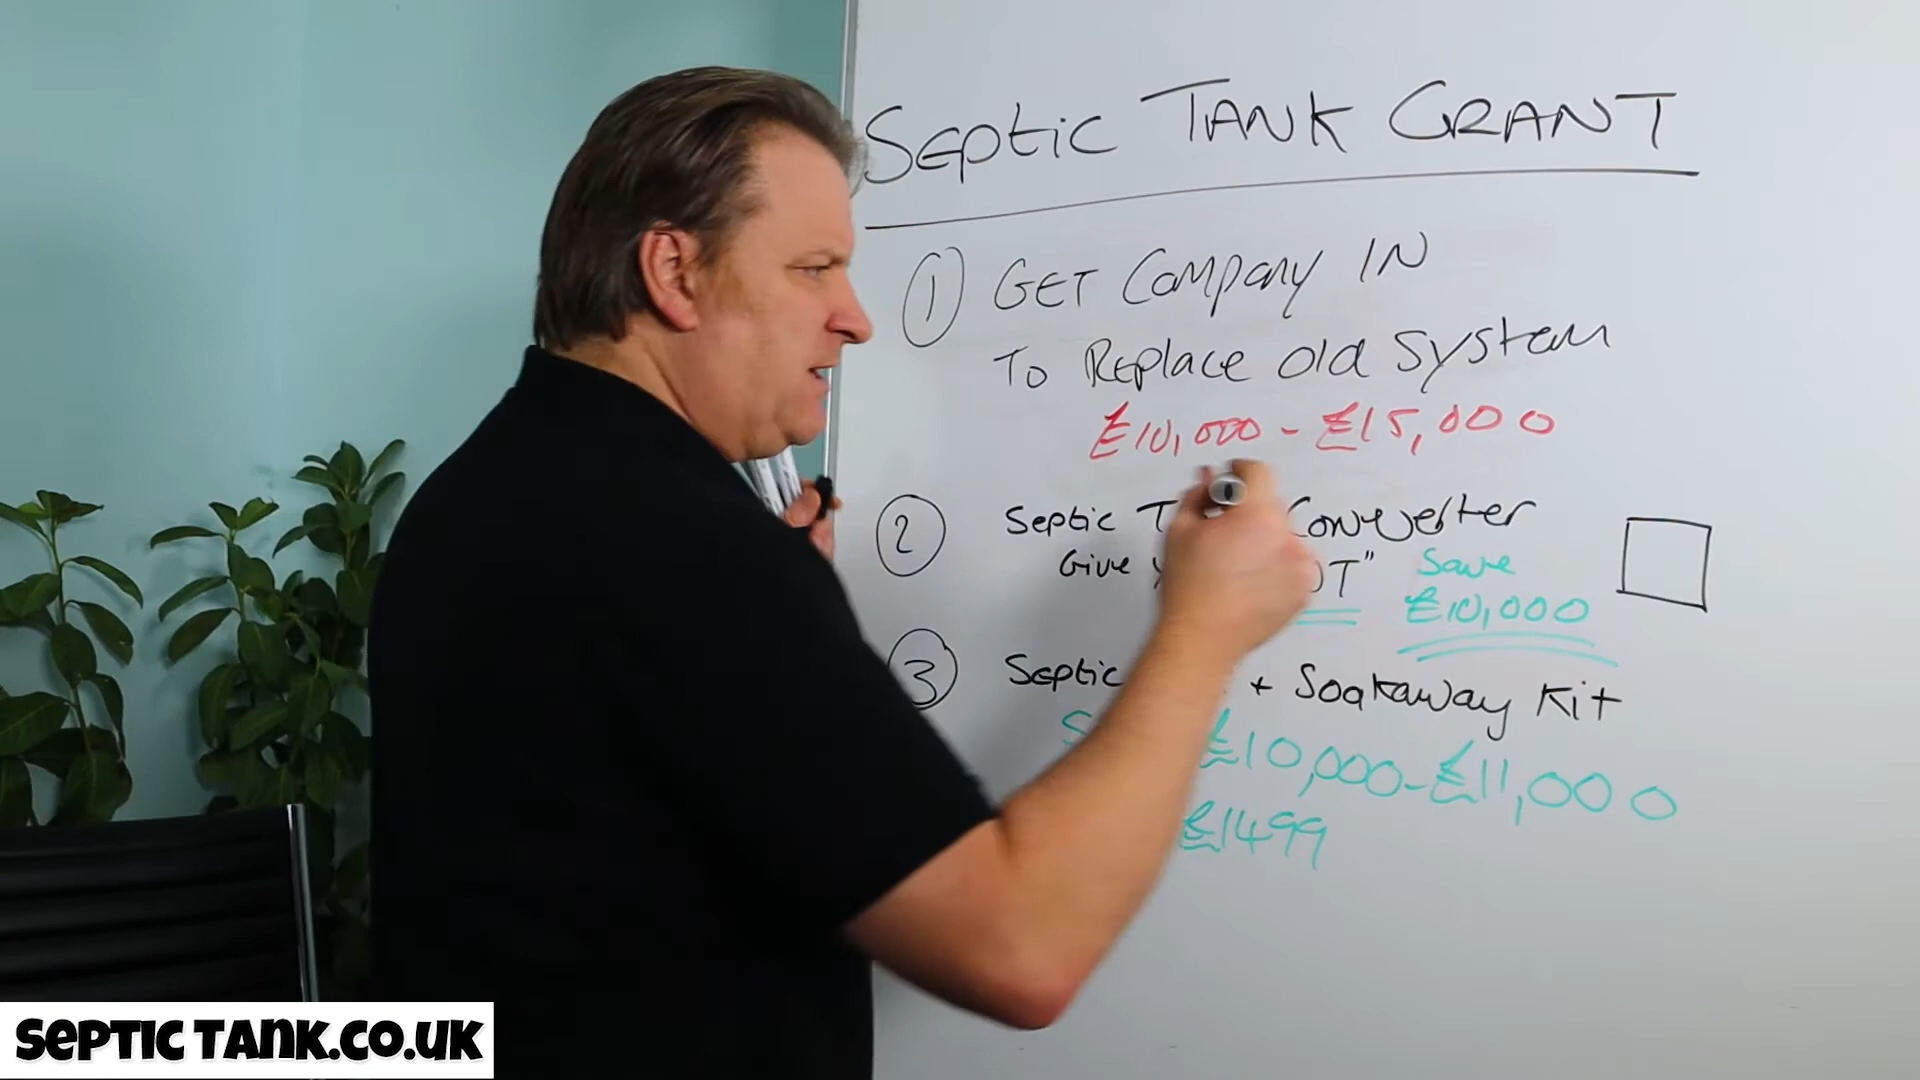 SEPtic TANK GRANT
1 GET Company IN
To Replace old System
£10,000 - £15,000
2 Septic Converter
Give
Save
£10,000
3 Septic + Soakaway Kit
£10,000-£11,000
£1499
SEPTIC TANK.CO.UK